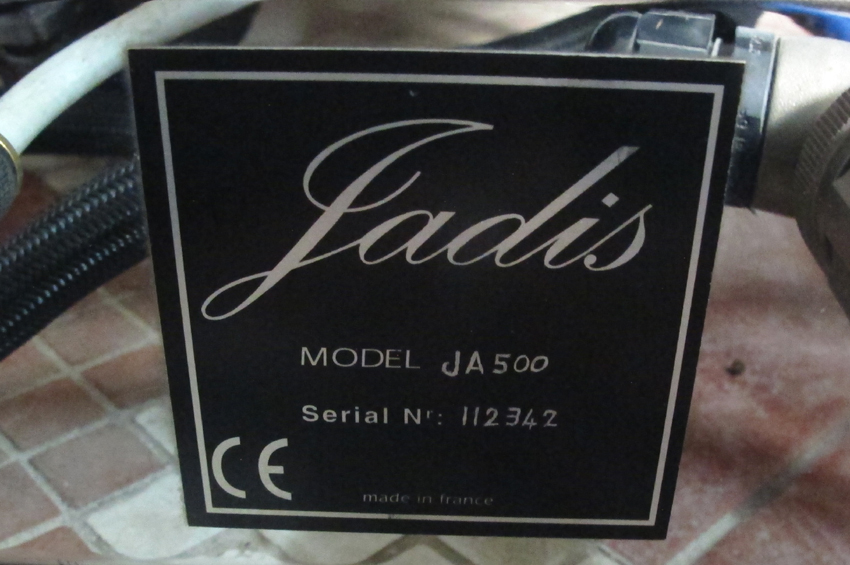 Jadis
MODEL JA500
Serial Nr: 112342
CE
made in france